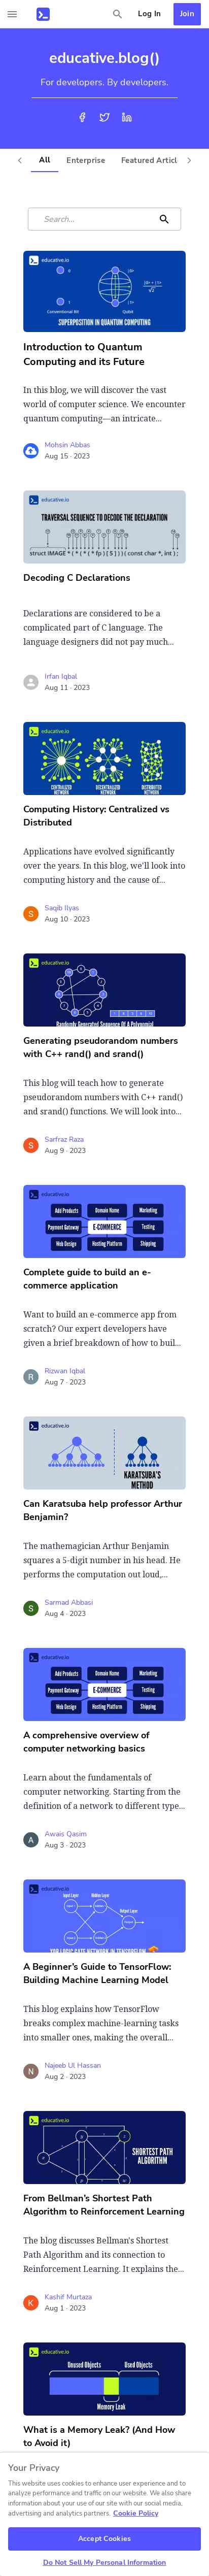 Log In
Join
educative.blog()
For developers. By developers.
All
Enterprise
Featured Articl
Search...
educative.io
Conventional Bit
Qubit
SUPERPOSITION IN QUANTUM COMPUTING
Introduction to Quantum
Computing and its Future
In this blog, we will discover the vast
world of computer science. We encounter
quantum computing—an intricate...
Mohsin Abbas
Aug 15 · 2023
educative.io
TRAVERSAL SEQUENCE TO DECODE THE DECLARATION
struct IMAGE * ( * ( * fp ) [ 5 ] ) ( const char * , int ) ;
Decoding C Declarations
Declarations are considered to be a
complicated part of C language. The
language designers did not pay much...
Irfan Iqbal
Aug 11 · 2023
educative.io
CENTRALIZED NETWORK
DECENTRALIZED NETWORK
DISTRIBUTED NETWORK
Computing History: Centralized vs
Distributed
Applications have evolved significantly
over the years. In this blog, we'll look into
computing history and the cause of...
S
Saqib Ilyas
Aug 10 · 2023
educative.io
Randomly Generated Sequence Of A Polynomial
Generating pseudorandom numbers
with C++ rand() and srand()
This blog will teach how to generate
pseudorandom numbers with C++ rand()
and srand() functions. We will look into...
S
Sarfraz Raza
Aug 9 · 2023
educative.io
Add Products
Domain Name
Marketing
Payment Gateway
E-COMMERCE
Testing
Web Design
Hosting Platform
Shipping
Complete guide to build an e-
commerce application
Want to build an e-commerce app from
scratch? Our expert developers have
given a brief breakdown of how to buil...
R
Rizwan Iqbal
Aug 7 · 2023
educative.io
KARATSUBA'S
METHOD
Can Karatsuba help professor Arthur
Benjamin?
The mathemagician Arthur Benjamin
squares a 5-digit number in his head. He
performs the computation out loud,...
S
Sarmad Abbasi
Aug 4 · 2023
educative.io
Add Products
Domain Name
Marketing
Payment Gateway
E-COMMERCE
Testing
Web Design
Hosting Platform
Shipping
A comprehensive overview of
computer networking basics
Learn about the fundamentals of
computer networking. Starting from the
definition of a network to different type...
A
Awais Qasim
Aug 3 · 2023
educative.io
Input Layer
Hidden Layer
Output Layer
XOR LOGIC GATE NETWORK IN TENSORFLOW
A Beginner's Guide to TensorFlow:
Building Machine Learning Model
This blog explains how TensorFlow
breaks complex machine-learning tasks
into smaller ones, making the overall...
N
Najeeb Ul Hassan
Aug 2 · 2023
educative.io
SHORTEST PATH
ALGORITHM
From Bellman's Shortest Path
Algorithm to Reinforcement Learning
The blog discusses Bellman's Shortest
Path Algorithm and its connection to
Reinforcement Learning. It explains the...
K
Kashif Murtaza
Aug 1 · 2023
educative.io
Unused Objects
Used Objects
Memory Leak
What is a Memory Leak? (And How
to Avoid it)
Your Privacy
This website uses cookies to enhance user experience and to
analyze performance and traffic on our website. We also share
information about your use of our site with our social media,
advertising and analytics partners. Cookie Policy
Accept Cookies
Do Not Sell My Personal Information